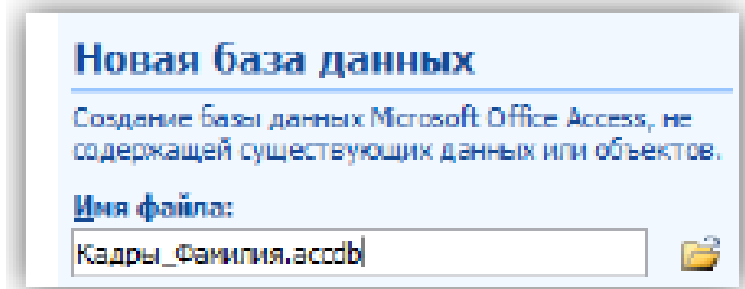 Новая база данных
Создание базы данных Microsoft Office Access, не
содержащей существующих данных или объектов.
Имя файла:
Кадры_Фамилия.accdb